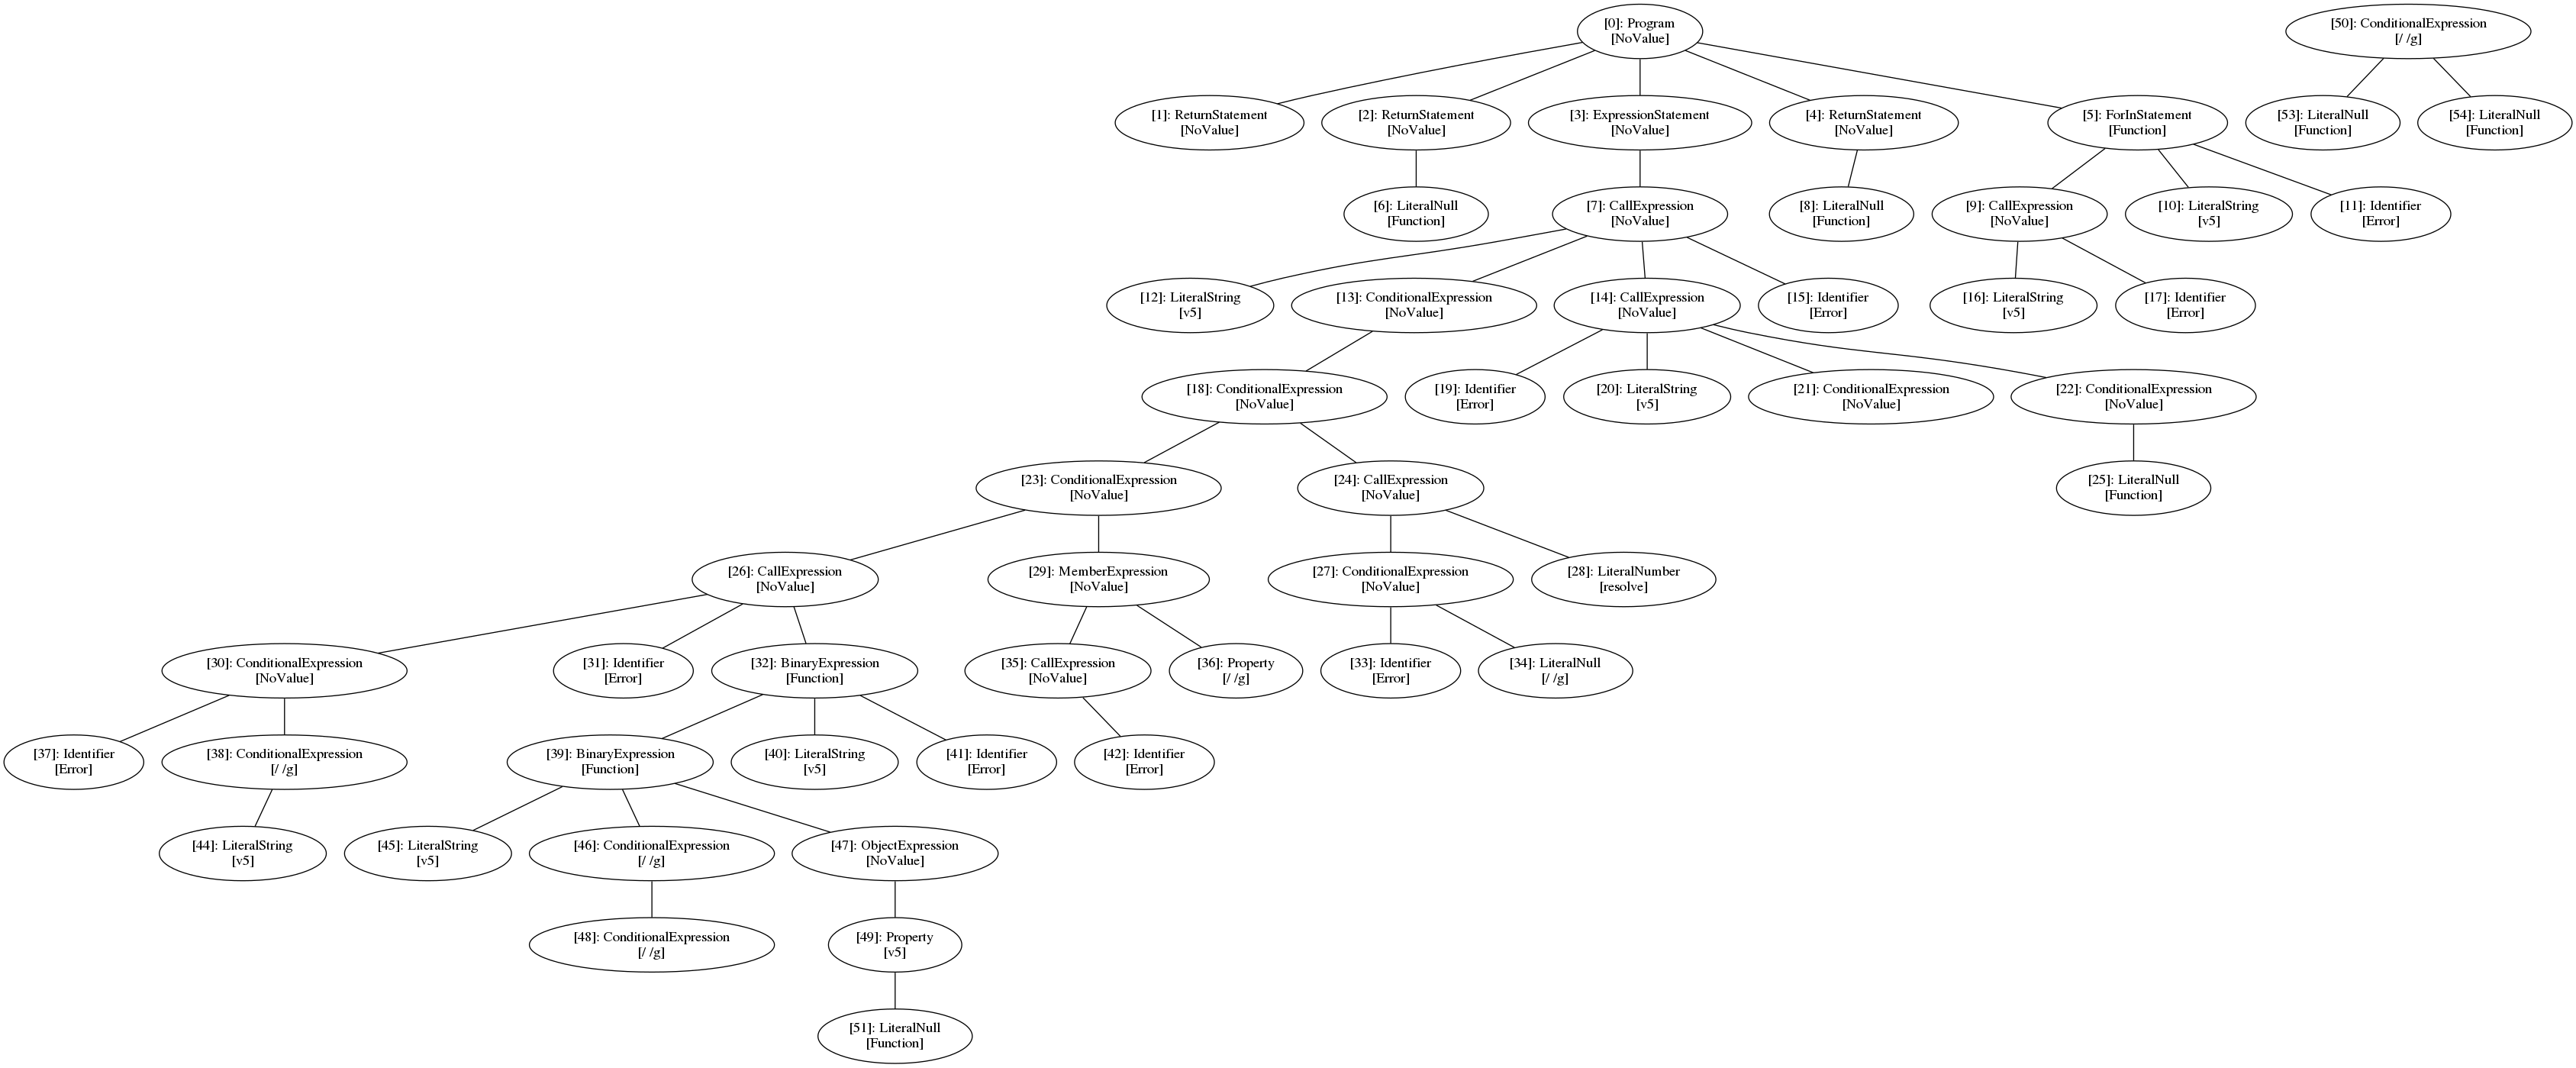 [0]: Program
[NoValue]
[50]: ConditionalExpression
[/ /g]
[1]: ReturnStatement
[NoValue]
[2]: ReturnStatement
[NoValue]
[3]: ExpressionStatement
[NoValue]
[4]: ReturnStatement
[NoValue]
[5]: ForInStatement
[Function]
[53]: LiteralNull
[Function]
[54]: LiteralNull
[Function]
[6]: LiteralNull
[Function]
[7]: CallExpression
[NoValue]
[8]: LiteralNull
[Function]
[9]: CallExpression
[NoValue]
[10]: LiteralString
[v5]
[11]: Identifier
[Error]
[12]: LiteralString
[v5]
[13]: ConditionalExpression
[NoValue]
[14]: CallExpression
[NoValue]
[15]: Identifier
[Error]
[16]: LiteralString
[v5]
[17]: Identifier
[Error]
[18]: ConditionalExpression
[NoValue]
[19]: Identifier
[Error]
[20]: LiteralString
[v5]
[21]: ConditionalExpression
[NoValue]
[22]: ConditionalExpression
[NoValue]
[23]: ConditionalExpression
[NoValue]
[24]: CallExpression
[NoValue]
[25]: LiteralNull
[Function]
[26]: CallExpression
[NoValue]
[29]: MemberExpression
[NoValue]
[27]: ConditionalExpression
[NoValue]
[28]: LiteralNumber
[resolve]
[30]: ConditionalExpression
[NoValue]
[31]: Identifier
[Error]
[32]: BinaryExpression
[Function]
[35]: CallExpression
[NoValue]
[36]: Property
[/ /g]
[33]: Identifier
[Error]
[34]: LiteralNull
[/ /g]
[37]: Identifier
[Error]
[38]: ConditionalExpression
[/ /g]
[39]: BinaryExpression
[Function]
[40]: LiteralString
[v5]
[41]: Identifier
[Error]
[42]: Identifier
[Error]
[44]: LiteralString
[v5]
[45]: LiteralString
[v5]
[46]: ConditionalExpression
[/ /g]
[47]: ObjectExpression
[NoValue]
[48]: ConditionalExpression
[/ /g]
[49]: Property
[v5]
[51]: LiteralNull
[Function]